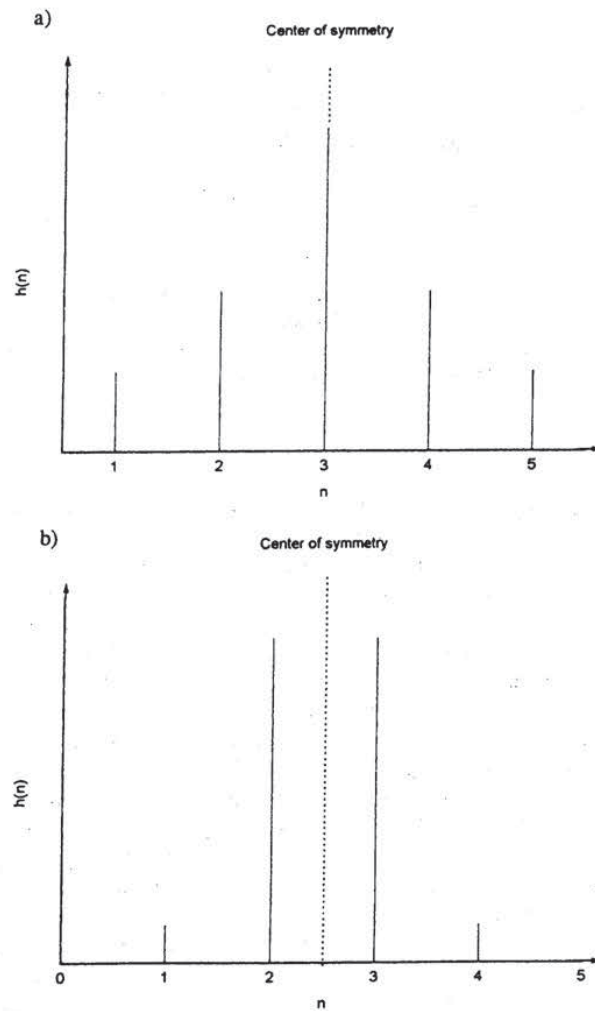 a)
Center of symmetry
h(n)
1 2 3 4 5
n
b)
Center of symmetry
h(n)
0 1 2 3 4 5
n